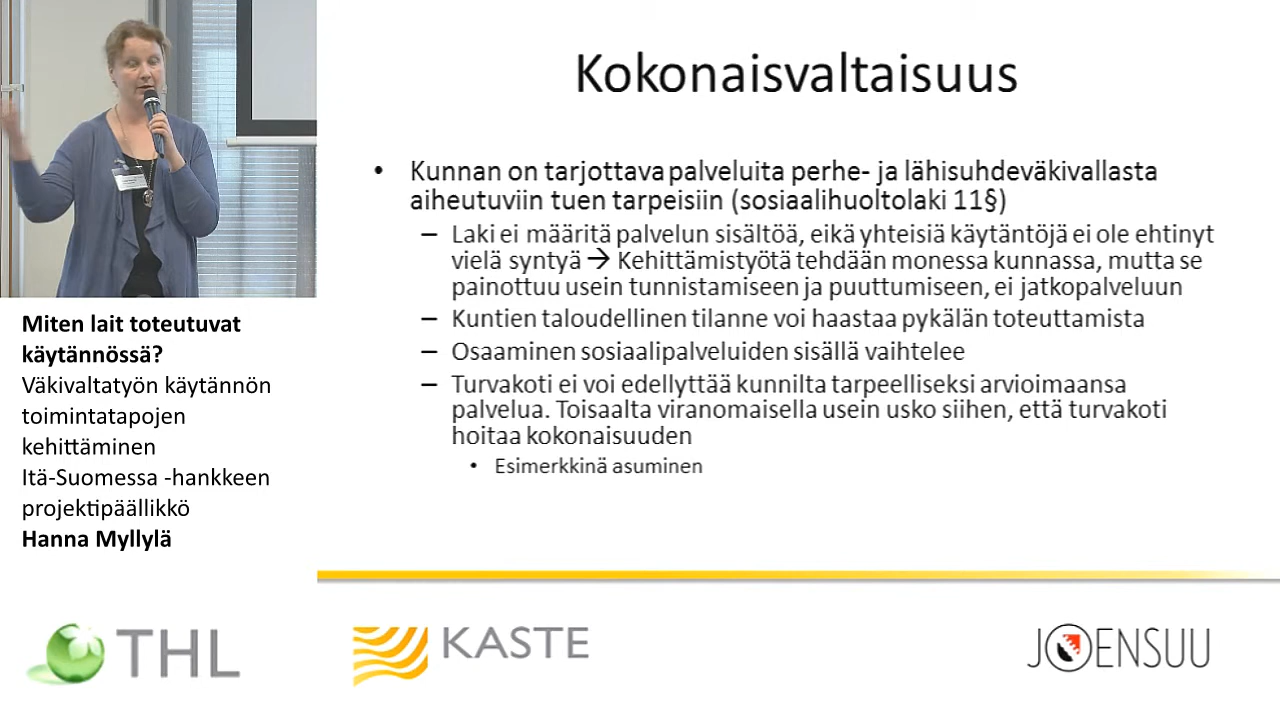 Kokonaisvaltaisuus
• Kunnan on tarjottava palveluita perhe- ja lähisuhdeväkivallasta
aiheutuviin tuen tarpeisiin (sosiaalihuoltolaki 11§)
– Laki ei määritä palvelun sisältöä, eikä yhteisiä käytäntöjä ei ole ehtinyt
vielä syntyä → Kehittämistyötä tehdään monessa kunnassa, mutta se
painottuu usein tunnistamiseen ja puuttumiseen, ei jatkopalveluun
– Kuntien taloudellinen tilanne voi haastaa pykälän toteuttamista
– Osaaminen sosiaalipalveluiden sisällä vaihtelee
– Turvakoti ei voi edellyttää kunnilta tarpeelliseksi arvioimaansa
palvelua. Toisaalta viranomaisella usein usko siihen, että turvakoti
hoitaa kokonaisuuden
• Esimerkkinä asuminen
Miten lait toteutuvat
käytännössä?
Väkivaltatyön käytännön
toimintatapojen
kehittäminen
Itä-Suomessa -hankkeen
projektipäällikkö
Hanna Myllylä
THL
KASTE
JOENSUU